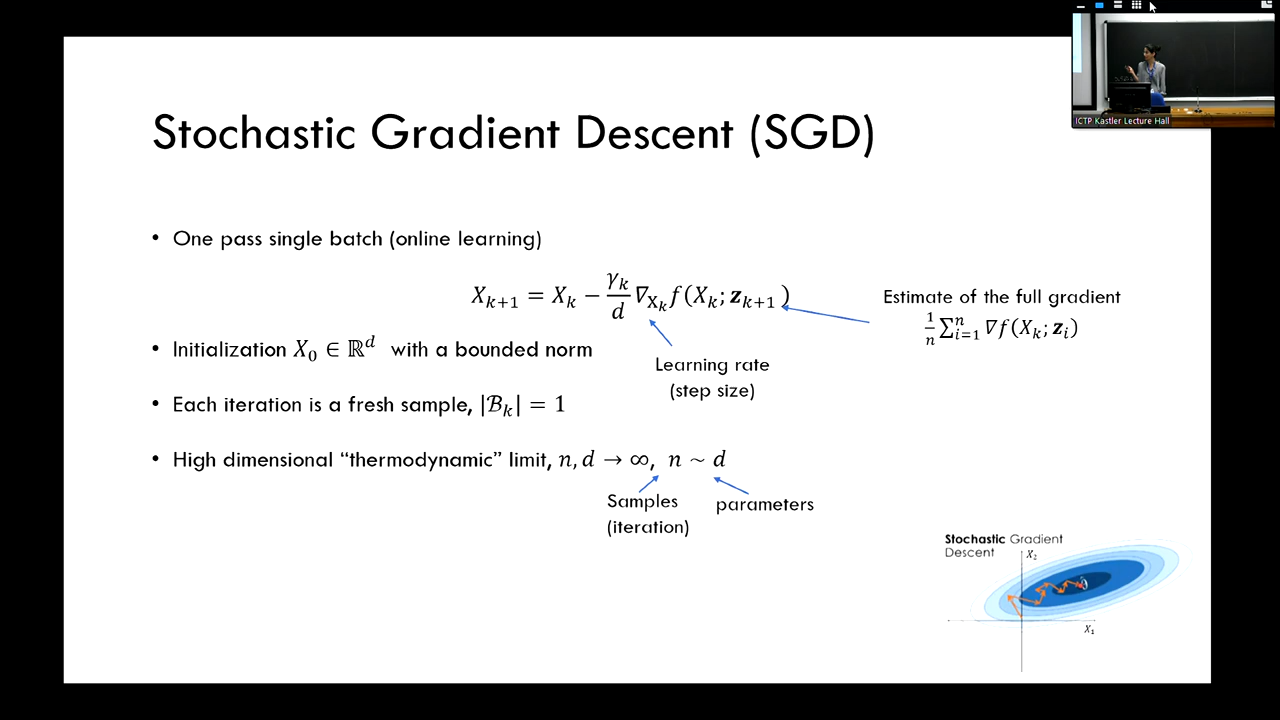 Stochastic Gradient Descent (SGD)
• One pass single batch (online learning)
X_{k+1} = X_k − \frac{γ_k}{d} ∇_{X_k} f(X_k; z_{k+1})
Estimate of the full gradient
\frac{1}{n} ∑_{i=1}^{n} ∇f(X_k; z_i)
Learning rate
(step size)
• Initialization X_0 ∈ ℝ^d with a bounded norm
• Each iteration is a fresh sample, |ℬ_k| = 1
• High dimensional “thermodynamic” limit, n, d → ∞, n ~ d
Samples
(iteration)
parameters
Stochastic Gradient
Descent
X_2
X_1
ICTP Kastler Lecture Hall